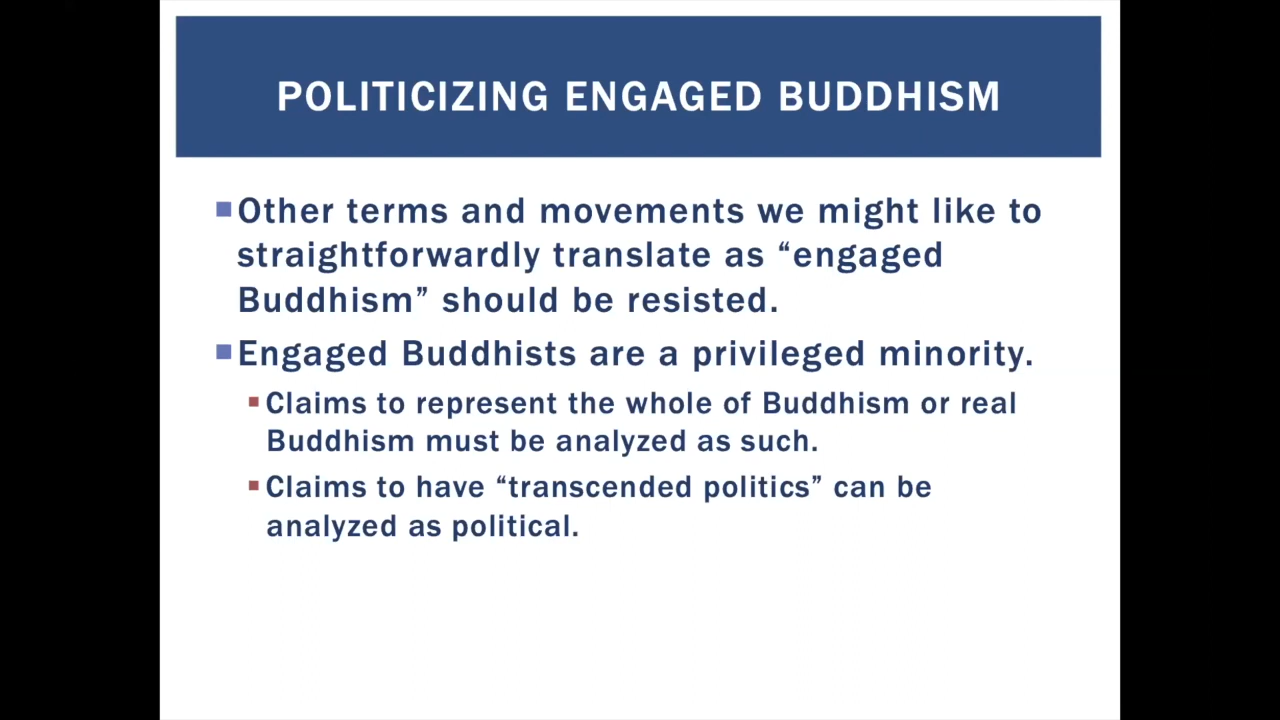 POLITICIZING ENGAGED BUDDHISM
Other terms and movements we might like to
straightforwardly translate as “engaged
Buddhism” should be resisted.
Engaged Buddhists are a privileged minority.
Claims to represent the whole of Buddhism or real
Buddhism must be analyzed as such.
Claims to have “transcended politics” can be
analyzed as political.